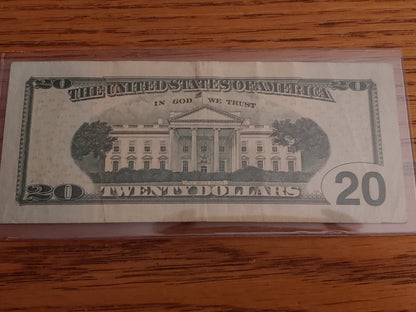 20 THE UNITED STATES OF AMERICA 20
IN GOD WE TRUST
20 TWENTY DOLLARS 20